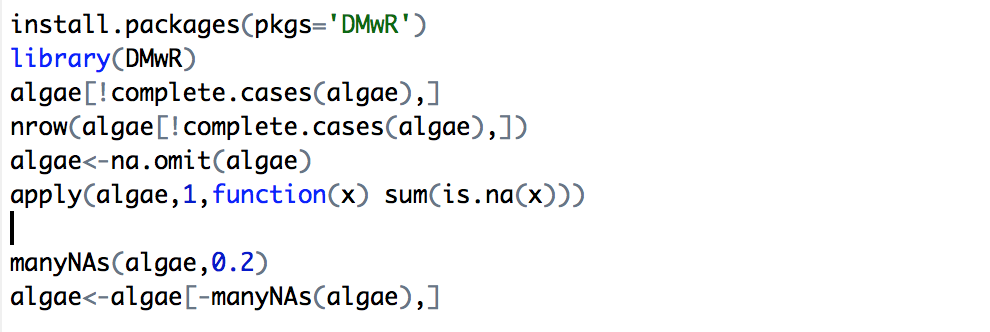 install.packages(pkgs='DMwR')
library(DMwR)
algae[!complete.cases(algae),]
nrow(algae[!complete.cases(algae),])
algae<-na.omit(algae)
apply(algae,1,function(x) sum(is.na(x)))
manyNAs(algae,0.2)
algae<-algae[-manyNAs(algae),]